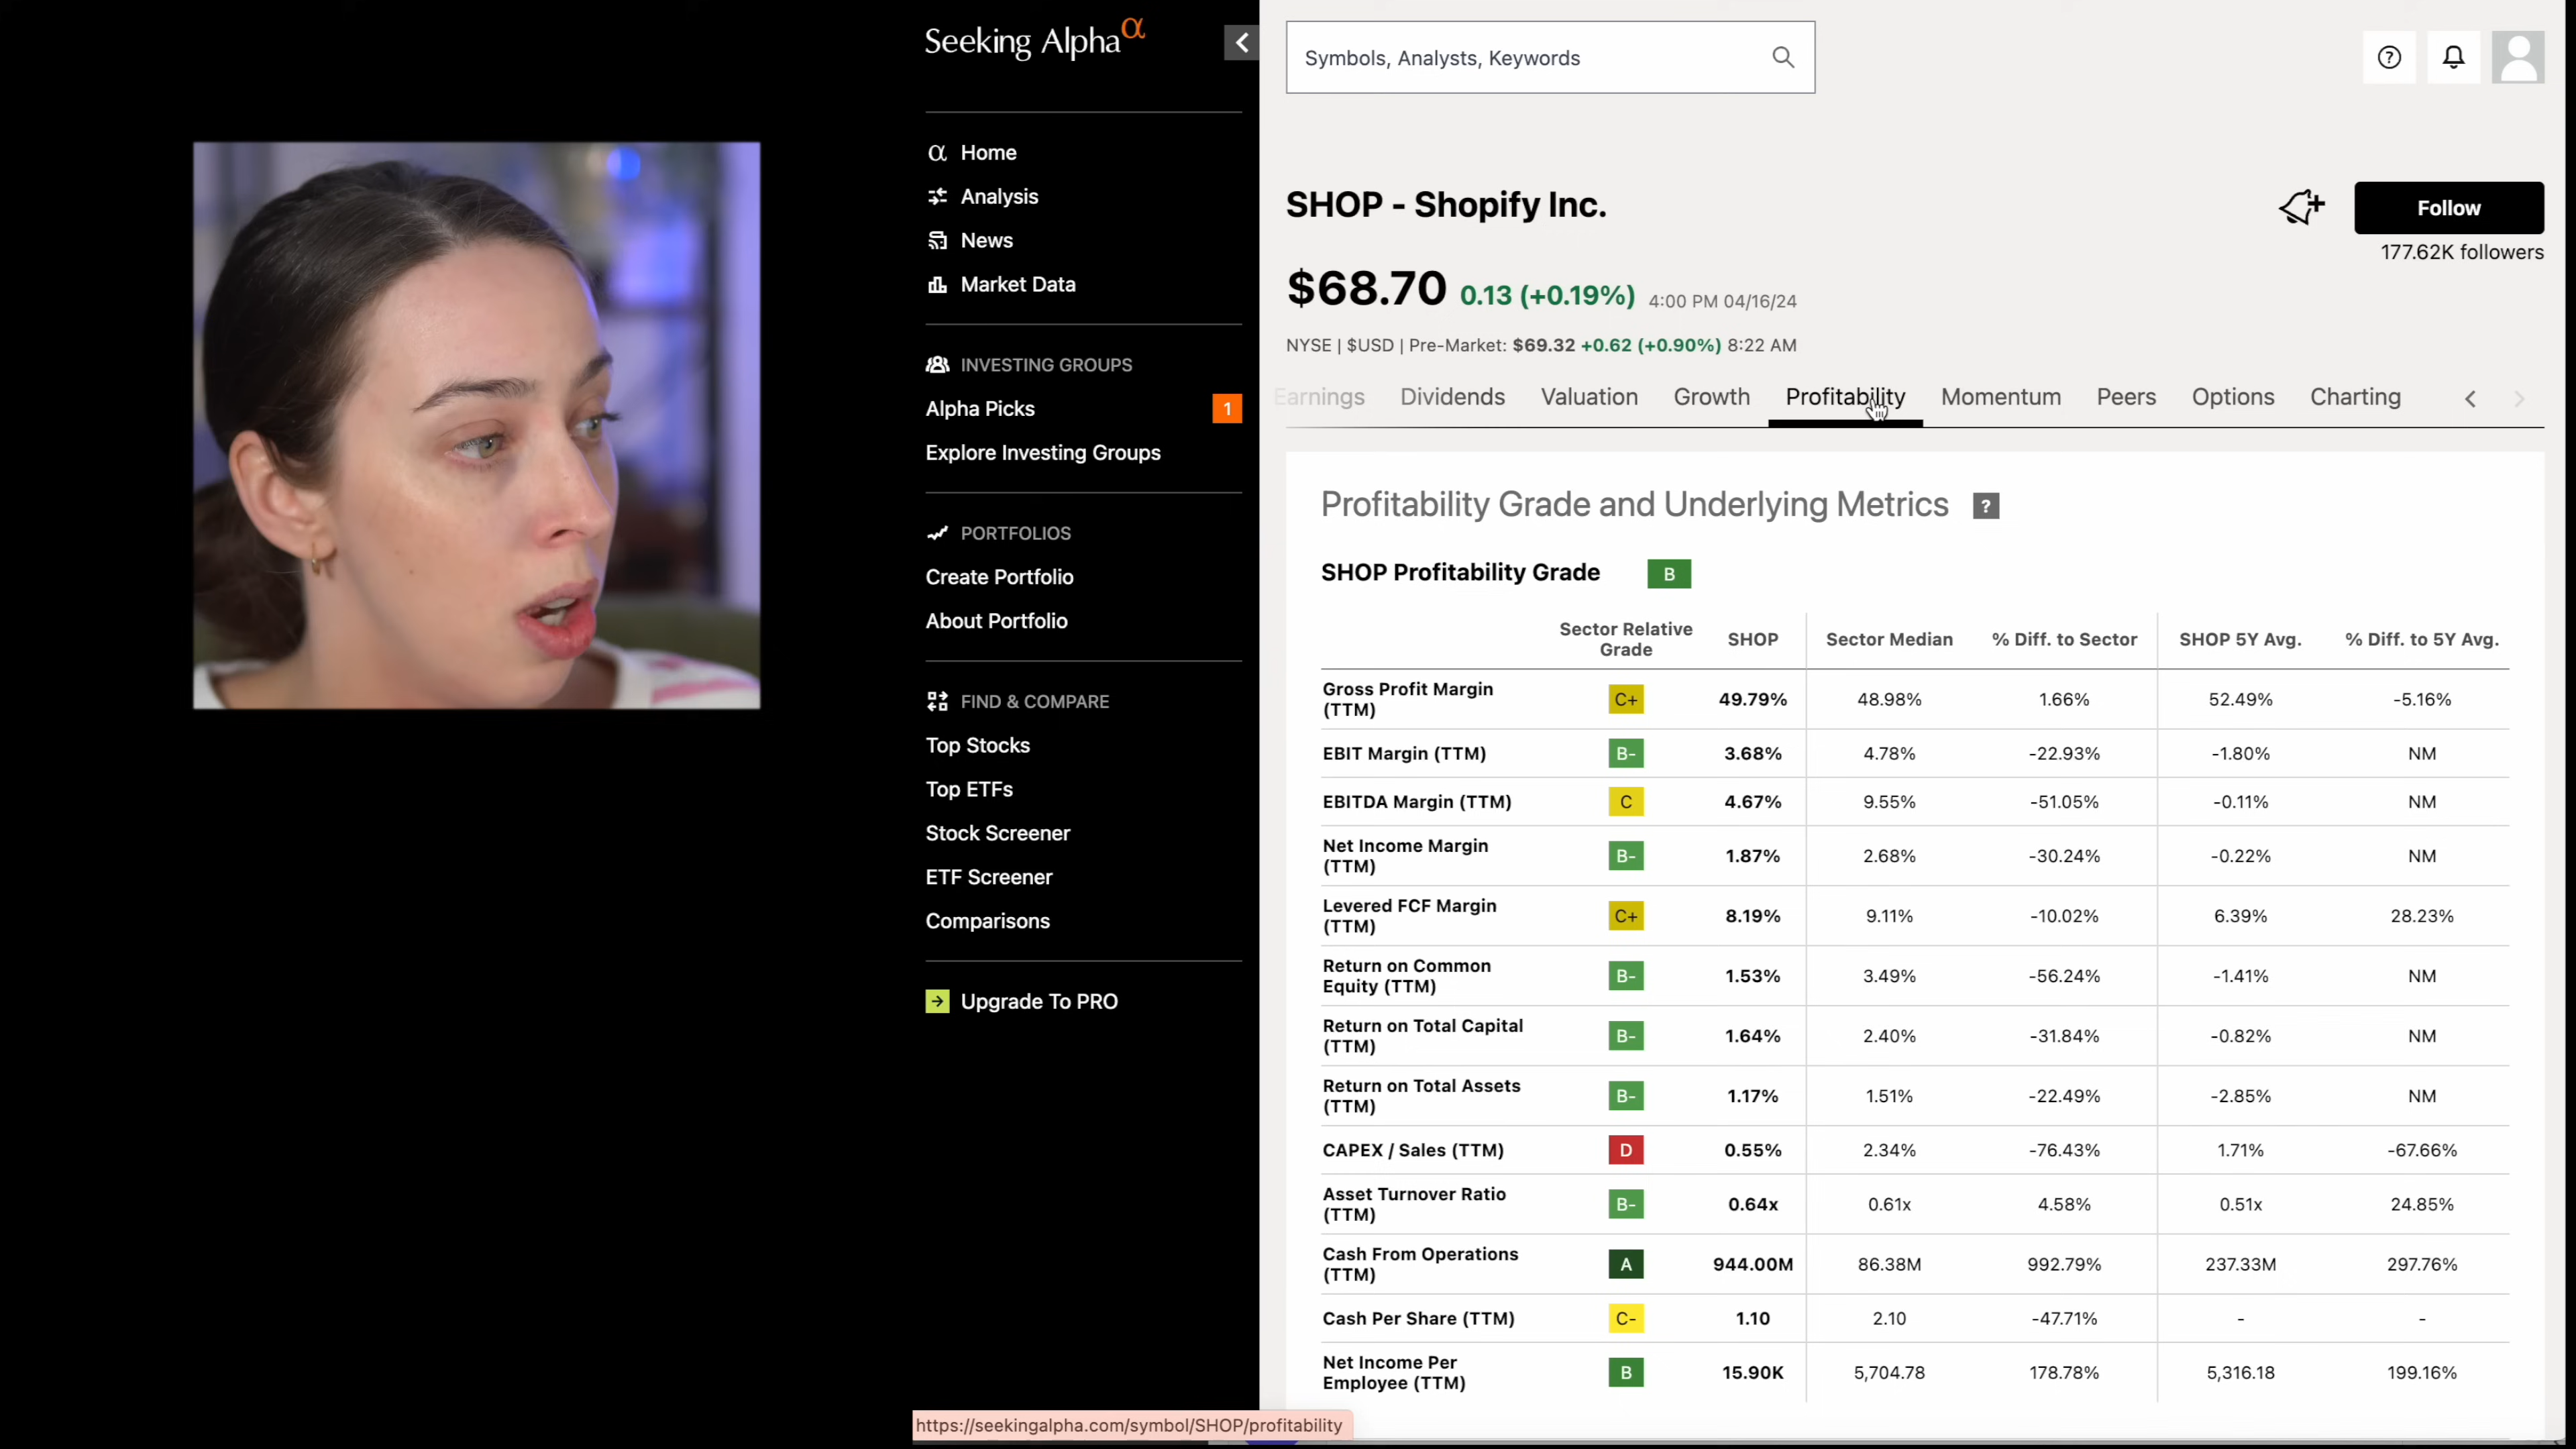 Seeking Alpha α
Symbols, Analysts, Keywords
Home
Analysis
News
Market Data
INVESTING GROUPS
Alpha Picks 1
Explore Investing Groups
PORTFOLIOS
Create Portfolio
About Portfolio
FIND & COMPARE
Top Stocks
Top ETFs
Stock Screener
ETF Screener
Comparisons
Upgrade To PRO
SHOP - Shopify Inc.
Follow
177.62K followers
$68.70 0.13 (+0.19%) 4:00 PM 04/16/24
NYSE | $USD | Pre-Market: $69.32 +0.62 (+0.90%) 8:22 AM
Earnings Dividends Valuation Growth Profitability Momentum Peers Options Charting
Profitability Grade and Underlying Metrics ?
SHOP Profitability Grade B
Sector Relative Grade SHOP Sector Median % Diff. to Sector SHOP 5Y Avg. % Diff. to 5Y Avg.
Gross Profit Margin (TTM) C+ 49.79% 48.98% 1.66% 52.49% -5.16%
EBIT Margin (TTM) B- 3.68% 4.78% -22.93% -1.80% NM
EBITDA Margin (TTM) C 4.67% 9.55% -51.05% -0.11% NM
Net Income Margin (TTM) B- 1.87% 2.68% -30.24% -0.22% NM
Levered FCF Margin (TTM) C+ 8.19% 9.11% -10.02% 6.39% 28.23%
Return on Common Equity (TTM) B- 1.53% 3.49% -56.24% -1.41% NM
Return on Total Capital (TTM) B- 1.64% 2.40% -31.84% -0.82% NM
Return on Total Assets (TTM) B- 1.17% 1.51% -22.49% -2.85% NM
CAPEX / Sales (TTM) D 0.55% 2.34% -76.43% 1.71% -67.66%
Asset Turnover Ratio (TTM) B- 0.64x 0.61x 4.58% 0.51x 24.85%
Cash From Operations (TTM) A 944.00M 86.38M 992.79% 237.33M 297.76%
Cash Per Share (TTM) C- 1.10 2.10 -47.71% - -
Net Income Per Employee (TTM) B 15.90K 5,704.78 178.78% 5,316.18 199.16%
https://seekingalpha.com/symbol/SHOP/profitability